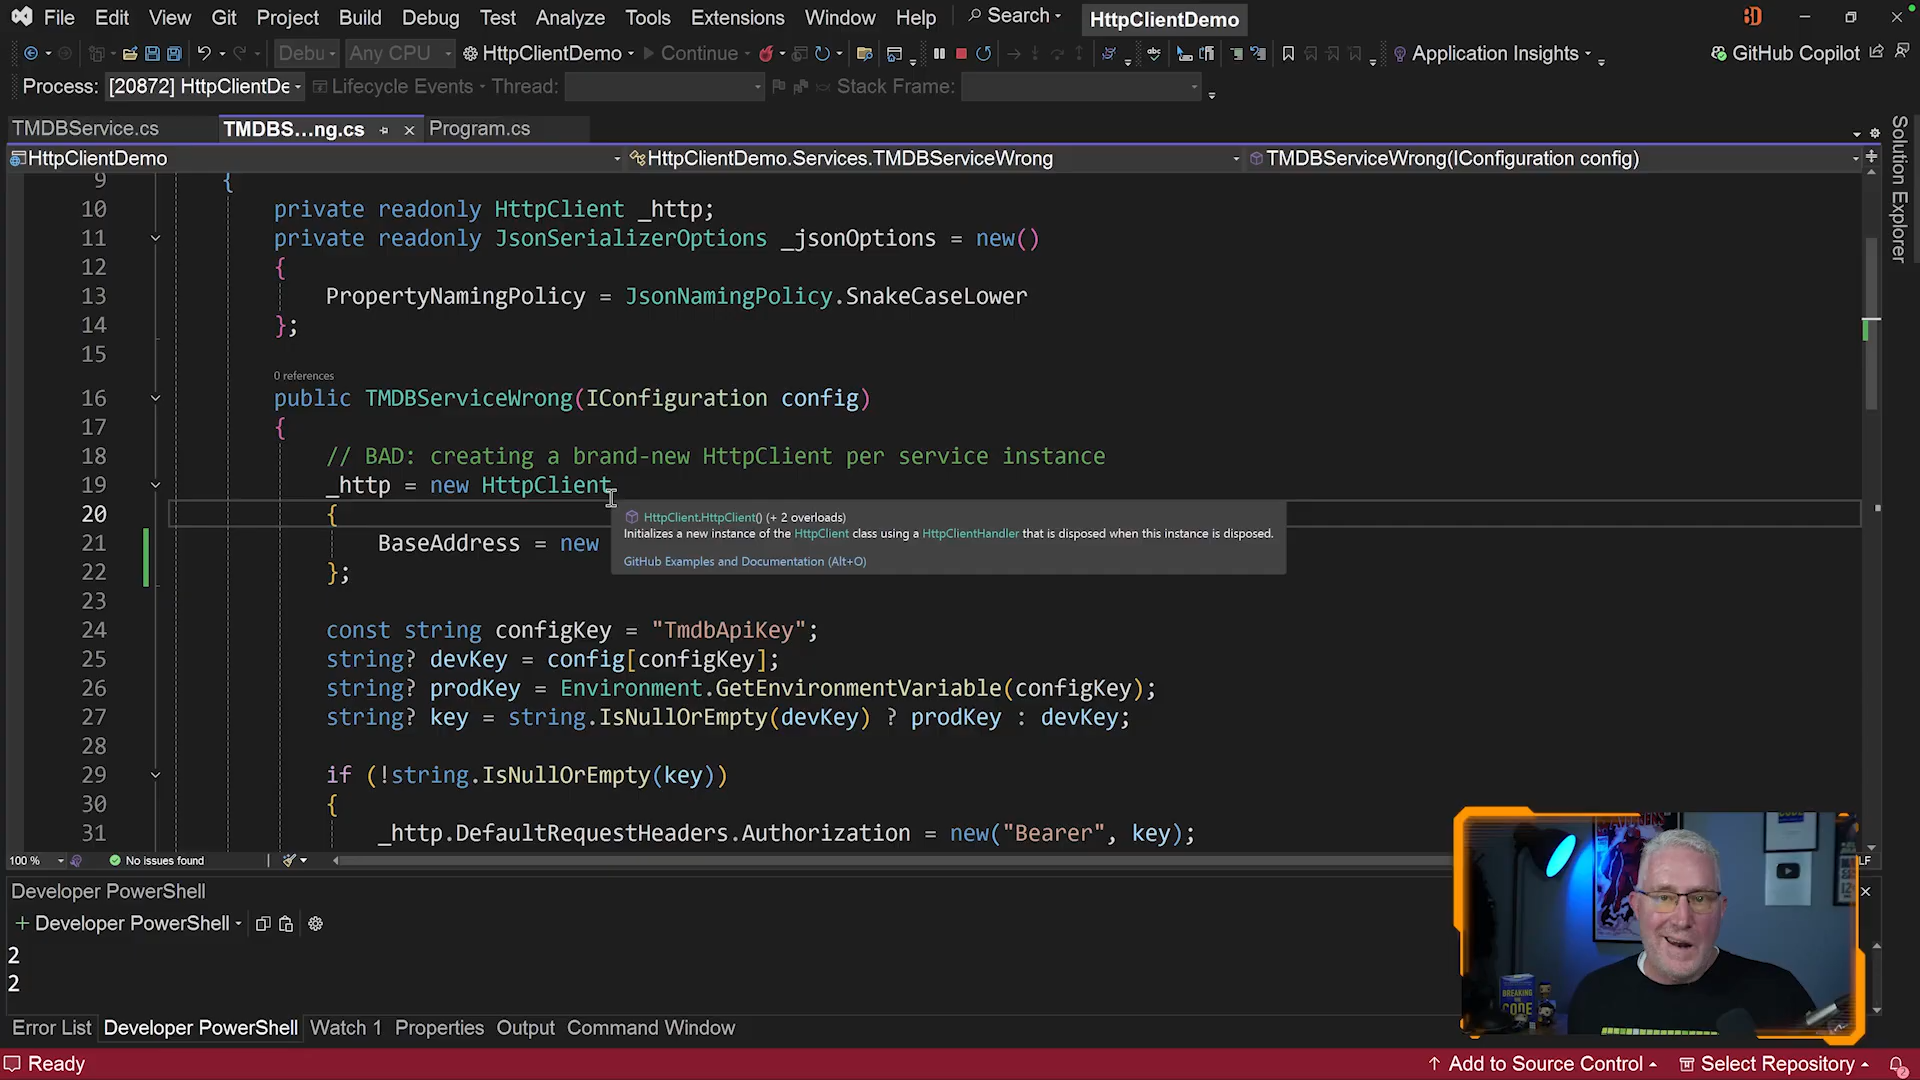 File Edit View Git Project Build Debug Test Analyze Tools Extensions Window Help Search HttpClientDemo
Debu Any CPU HttpClientDemo Continue Application Insights GitHub Copilot
Process: [20872] HttpClientDe Lifecycle Events Thread: Stack Frame:
TMDBService.cs TMDBS...ng.cs Program.cs
HttpClientDemo HttpClientDemo.Services.TMDBServiceWrong TMDBServiceWrong(IConfiguration config)
Solution Explorer
9 {
10 private readonly HttpClient _http;
11 private readonly JsonSerializerOptions _jsonOptions = new()
12 {
13 PropertyNamingPolicy = JsonNamingPolicy.SnakeCaseLower
14 };
15
0 references
16 public TMDBServiceWrong(IConfiguration config)
17 {
18 // BAD: creating a brand-new HttpClient per service instance
19 _http = new HttpClient
20 {
HttpClient.HttpClient() (+ 2 overloads)
Initializes a new instance of the HttpClient class using a HttpClientHandler that is disposed when this instance is disposed.
GitHub Examples and Documentation (Alt+O)
21 BaseAddress = new
22 };
23
24 const string configKey = "TmdbApiKey";
25 string? devKey = config[configKey];
26 string? prodKey = Environment.GetEnvironmentVariable(configKey);
27 string? key = string.IsNullOrEmpty(devKey) ? prodKey : devKey;
28
29 if (!string.IsNullOrEmpty(key))
30 {
31 _http.DefaultRequestHeaders.Authorization = new("Bearer", key);
100 % No issues found LF
Developer PowerShell
+ Developer PowerShell
2
2
BREAKING
CODE
Error List Developer PowerShell Watch 1 Properties Output Command Window
Ready Add to Source Control Select Repository